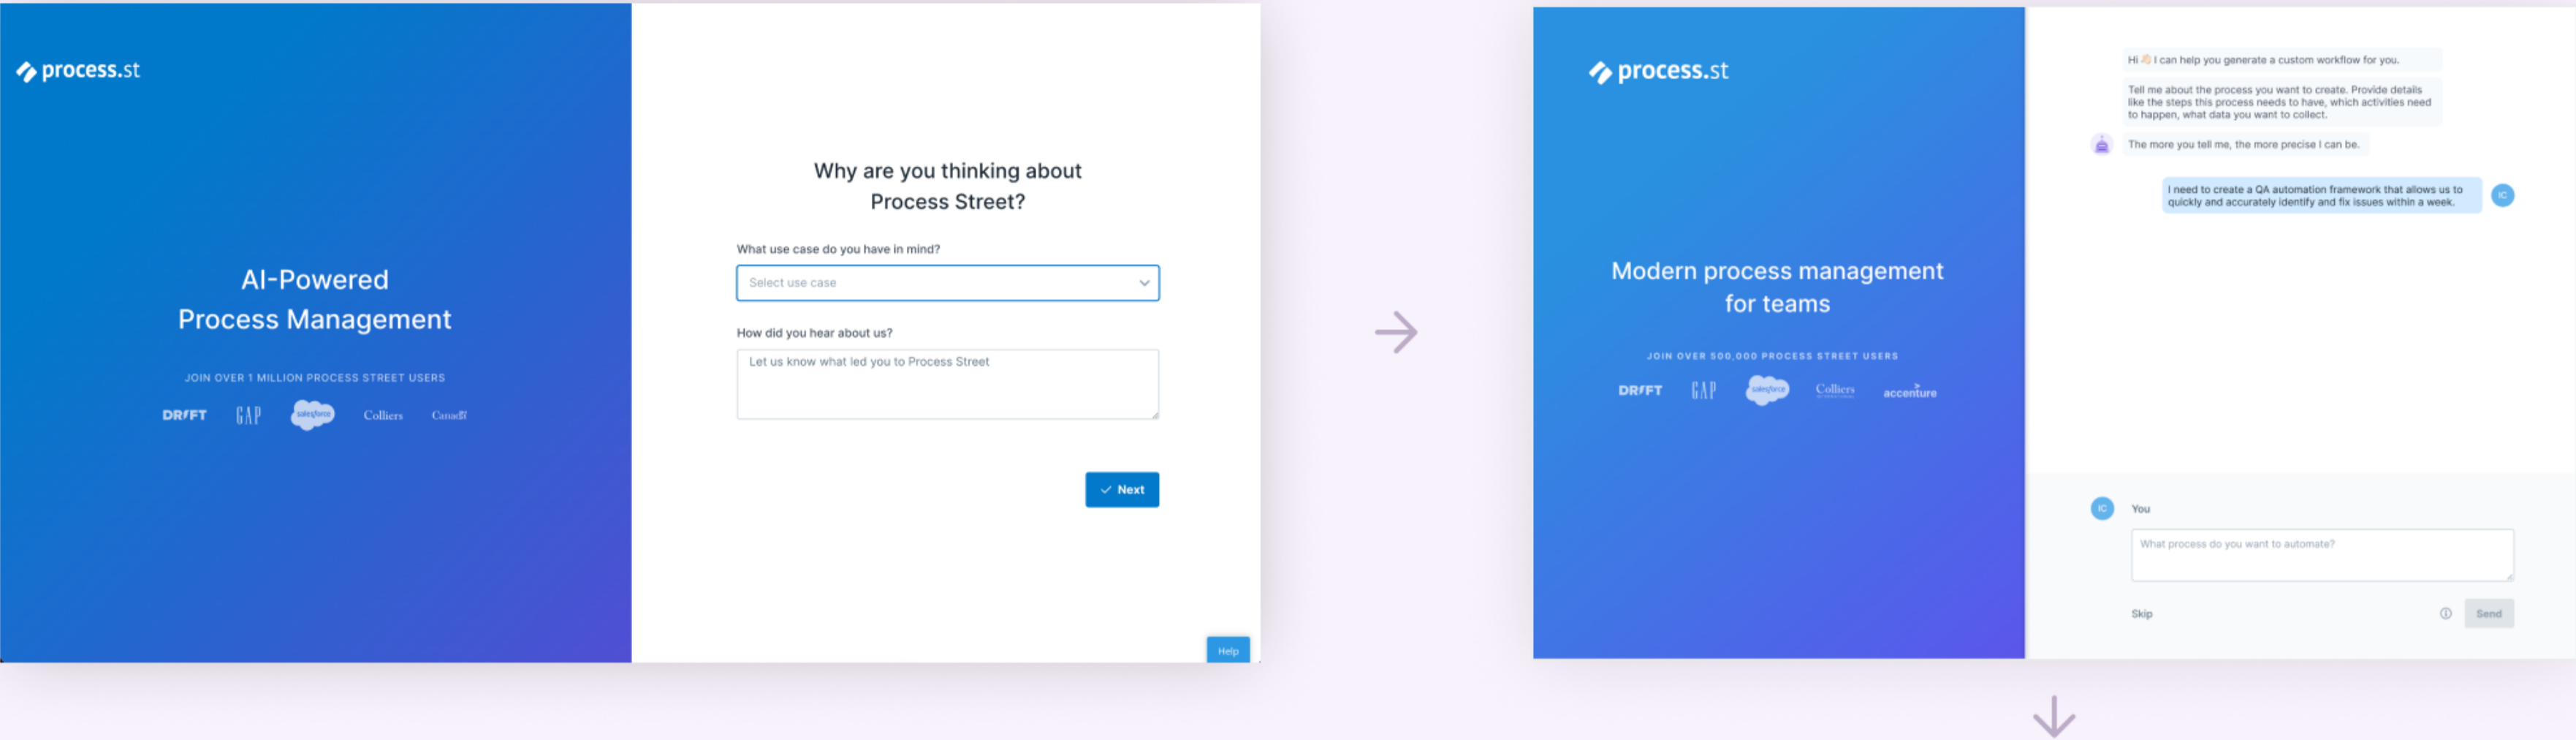 process.st
AI-Powered
Process Management
JOIN OVER 1 MILLION PROCESS STREET USERS
DRIFT GAP salesforce Colliers Canada
Why are you thinking about
Process Street?
What use case do you have in mind?
Select use case
How did you hear about us?
Let us know what led you to Process Street
Next
Help
process.st
Modern process management
for teams
JOIN OVER 500,000 PROCESS STREET USERS
DRIFT GAP salesforce Colliers INTERNATIONAL accenture
Hi 👋🏻 I can help you generate a custom workflow for you.
Tell me about the process you want to create. Provide details
like the steps this process needs to have, which activities need
to happen, what data you want to collect.
The more you tell me, the more precise I can be.
I need to create a QA automation framework that allows us to
quickly and accurately identify and fix issues within a week.
IC
IC
You
What process do you want to automate?
Skip
Send